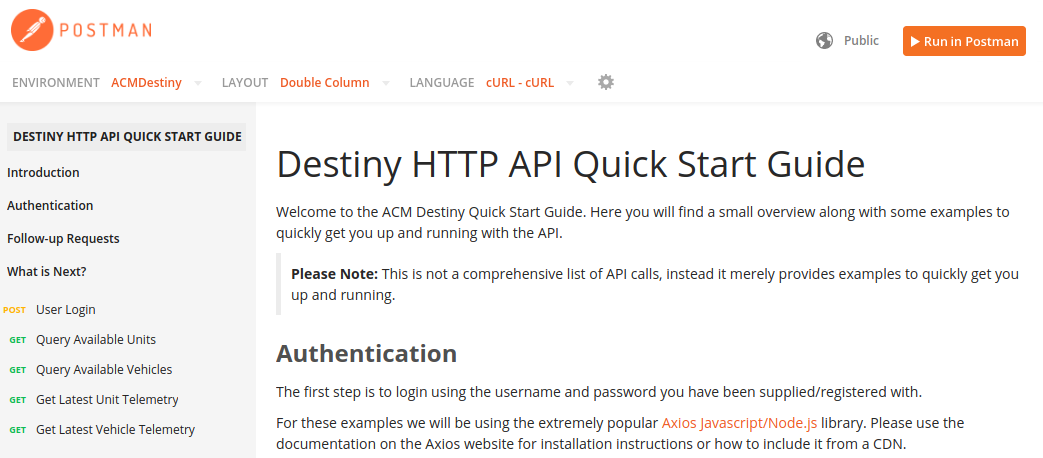 POSTMAN
Public
Run in Postman
ENVIRONMENT ACMDestiny LAYOUT Double Column LANGUAGE cURL - cURL
DESTINY HTTP API QUICK START GUIDE
Introduction
Authentication
Follow-up Requests
What is Next?
POST User Login
GET Query Available Units
GET Query Available Vehicles
GET Get Latest Unit Telemetry
GET Get Latest Vehicle Telemetry
Destiny HTTP API Quick Start Guide
Welcome to the ACM Destiny Quick Start Guide. Here you will find a small overview along with some examples to
quickly get you up and running with the API.
Please Note: This is not a comprehensive list of API calls, instead it merely provides examples to quickly get you
up and running.
Authentication
The first step is to login using the username and password you have been supplied/registered with.
For these examples we will be using the extremely popular Axios Javascript/Node.js library. Please use the
documentation on the Axios website for installation instructions or how to include it from a CDN.